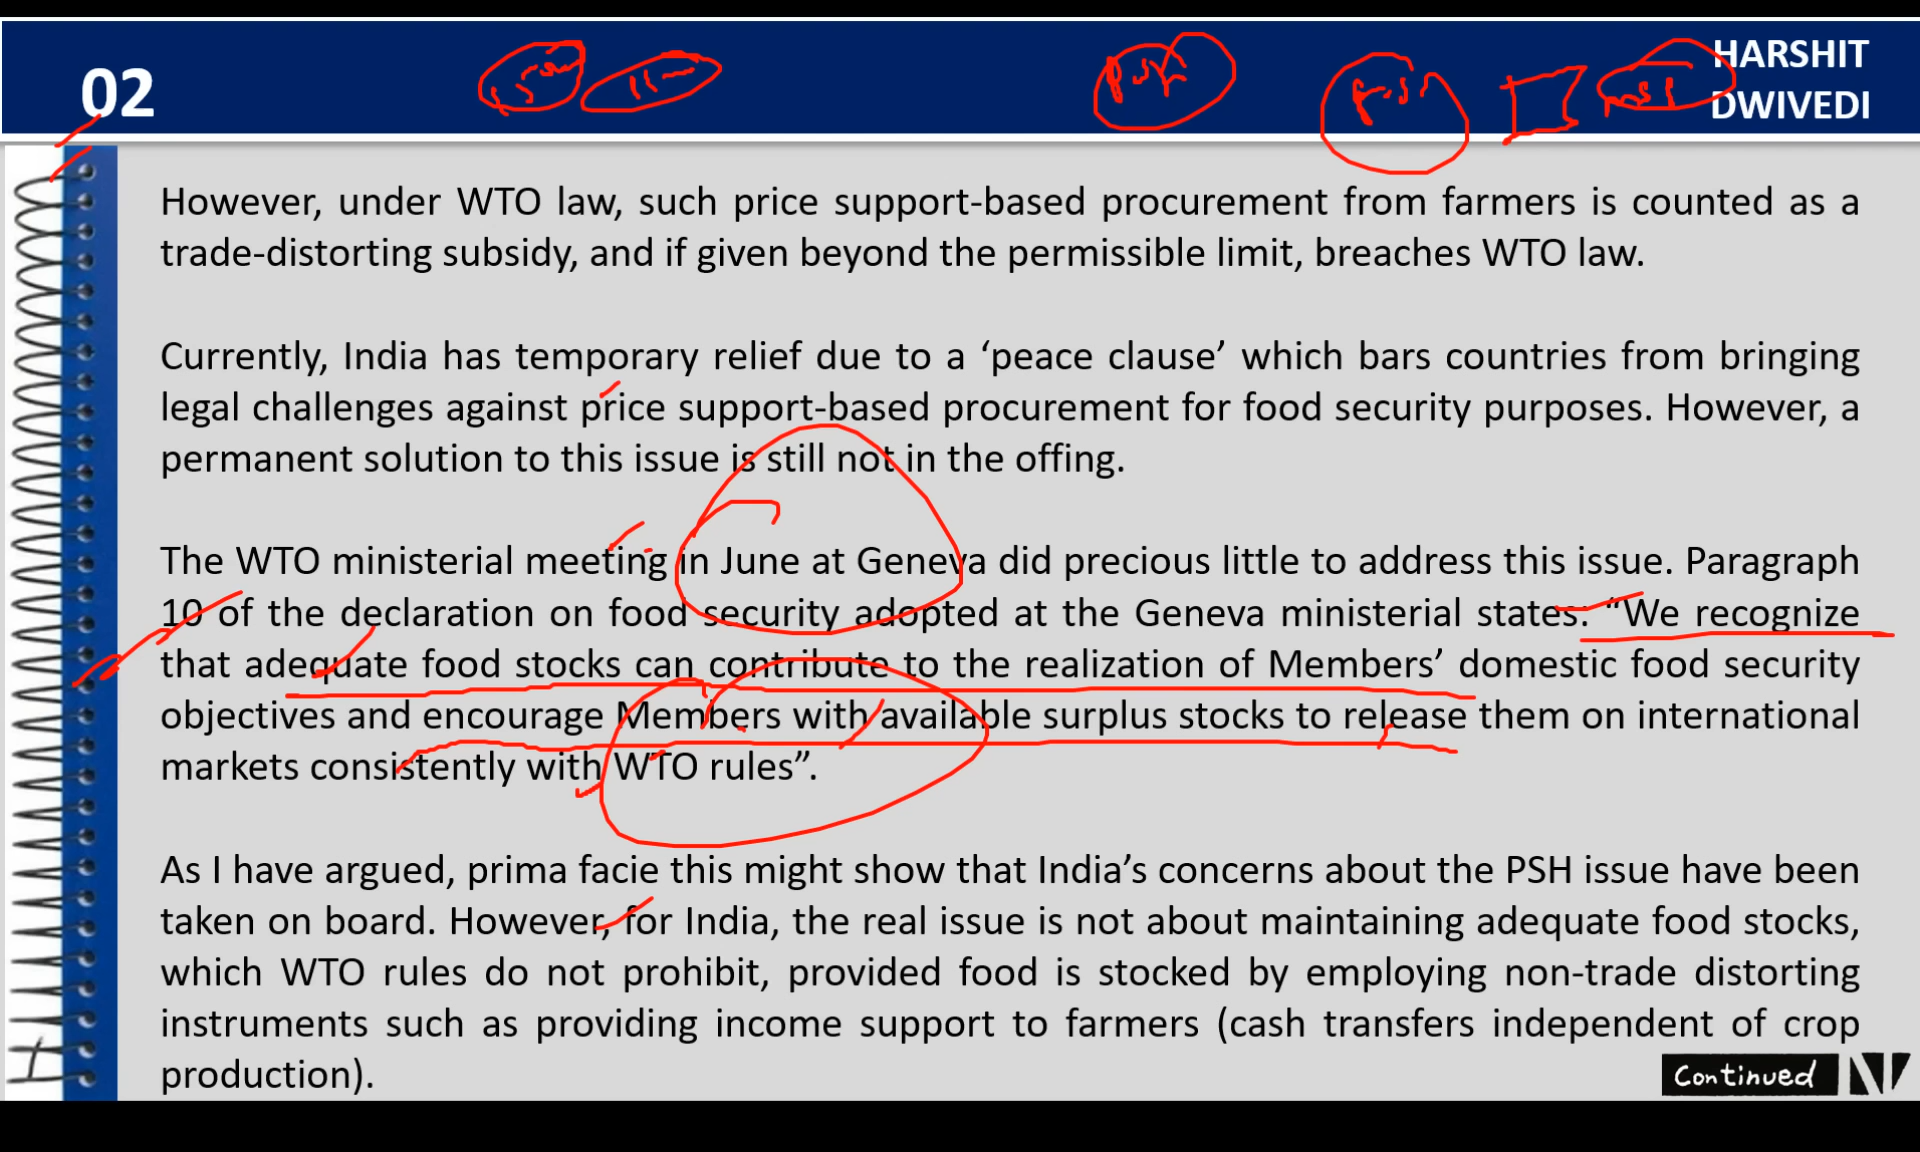 02
HARSHIT
DWIVEDI
However, under WTO law, such price support-based procurement from farmers is counted as a
trade-distorting subsidy, and if given beyond the permissible limit, breaches WTO law.
Currently, India has temporary relief due to a ‘peace clause’ which bars countries from bringing
legal challenges against price support-based procurement for food security purposes. However, a
permanent solution to this issue is still not in the offing.
The WTO ministerial meeting in June at Geneva did precious little to address this issue. Paragraph
10 of the declaration on food security adopted at the Geneva ministerial states: “We recognize
that adequate food stocks can contribute to the realization of Members’ domestic food security
objectives and encourage Members with available surplus stocks to release them on international
markets consistently with WTO rules”.
As I have argued, prima facie this might show that India’s concerns about the PSH issue have been
taken on board. However, for India, the real issue is not about maintaining adequate food stocks,
which WTO rules do not prohibit, provided food is stocked by employing non-trade distorting
instruments such as providing income support to farmers (cash transfers independent of crop
production).
Continued